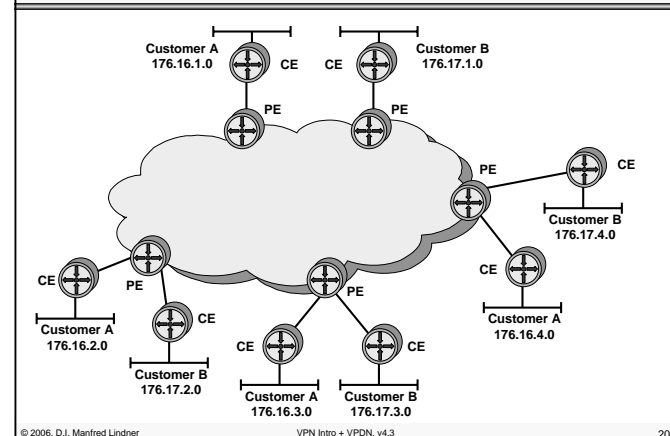 Customer A
176.16.1.0
CE
CE
Customer B
176.17.1.0
PE
PE
PE
CE
Customer B
176.17.4.0
CE
PE
CE
Customer A
176.16.4.0
PE
CE
Customer A
176.16.2.0
CE
Customer B
176.17.2.0
CE
Customer A
176.16.3.0
CE
Customer B
176.17.3.0
© 2006, D.I. Manfred Lindner
VPN Intro + VPDN, v4.3
20